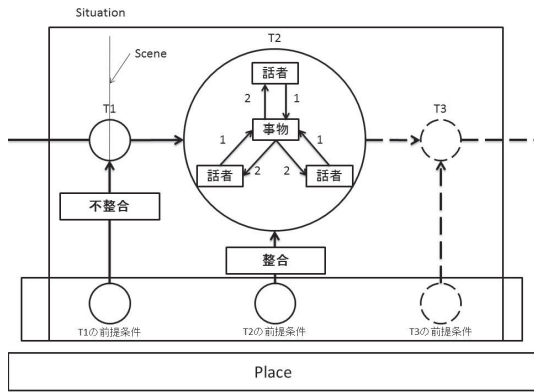 Situation
Scene
T1
T2
T3
話者
2
1
事物
1
1
話者
2
2
話者
不整合
整合
T1の前提条件
T2の前提条件
T3の前提条件
Place